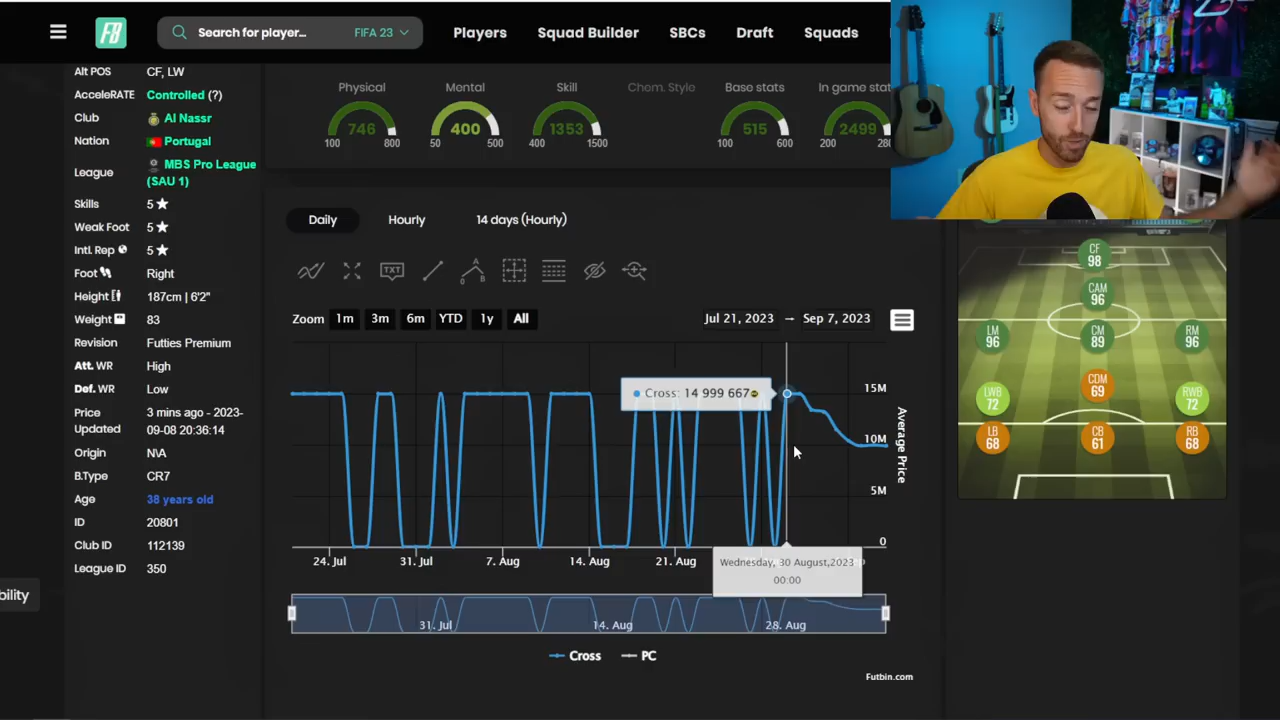 FB
Search for player...
FIFA 23
Players
Squad Builder
SBCs
Draft
Squads
Alt POS CF, LW
AcceleRATE Controlled (?)
Club Al Nassr
Nation Portugal
League MBS Pro League
(SAU 1)
Skills 5
Weak Foot 5
Intl. Rep 5
Foot Right
Height 187cm | 6'2"
Weight 83
Revision Futties Premium
Att. WR High
Def. WR Low
Price
Updated 3 mins ago - 2023-
09-08 20:36:14
Origin N\A
B.Type CR7
Age 38 years old
ID 20801
Club ID 112139
League ID 350
bility
Physical
746
100 800
Mental
400
50 500
Skill
1353
400 1500
Chem. Style
Base stats
515
100 600
In game stat
2499
200 280
Daily
Hourly
14 days (Hourly)
TXT
A
B
0
Zoom 1m 3m 6m YTD 1y All
Jul 21, 2023 → Sep 7, 2023
Cross: 14 999 667
15M
10M
5M
0
Average Price
24. Jul 31. Jul 7. Aug 14. Aug 21. Aug
Wednesday, 30 August,2023
00:00
31. Jul 14. Aug 28. Aug
Cross PC
Futbin.com
CF
98
CAM
96
LM
96
CM
89
RM
96
CDM
69
LWB
72
RWB
72
LB
68
CB
61
RB
68